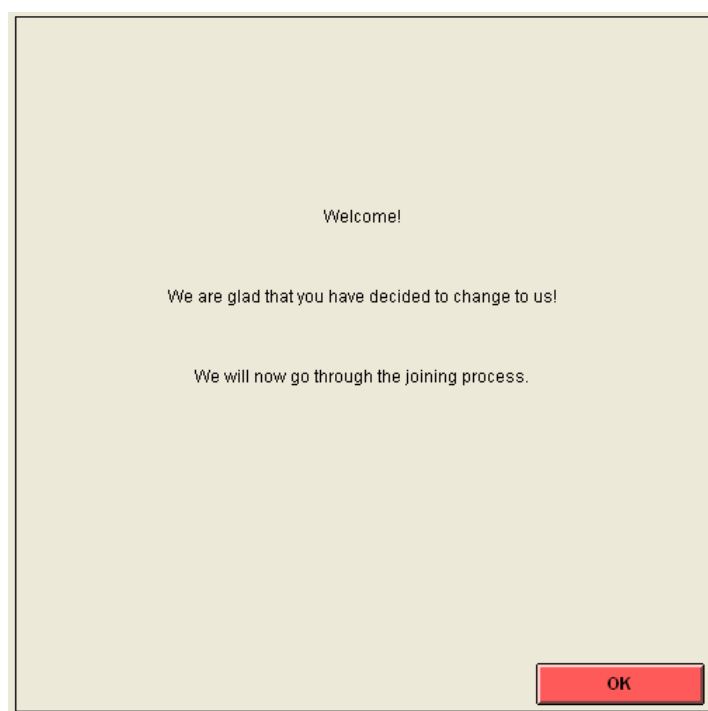 Welcome!
We are glad that you have decided to change to us!
We will now go through the joining process.
OK